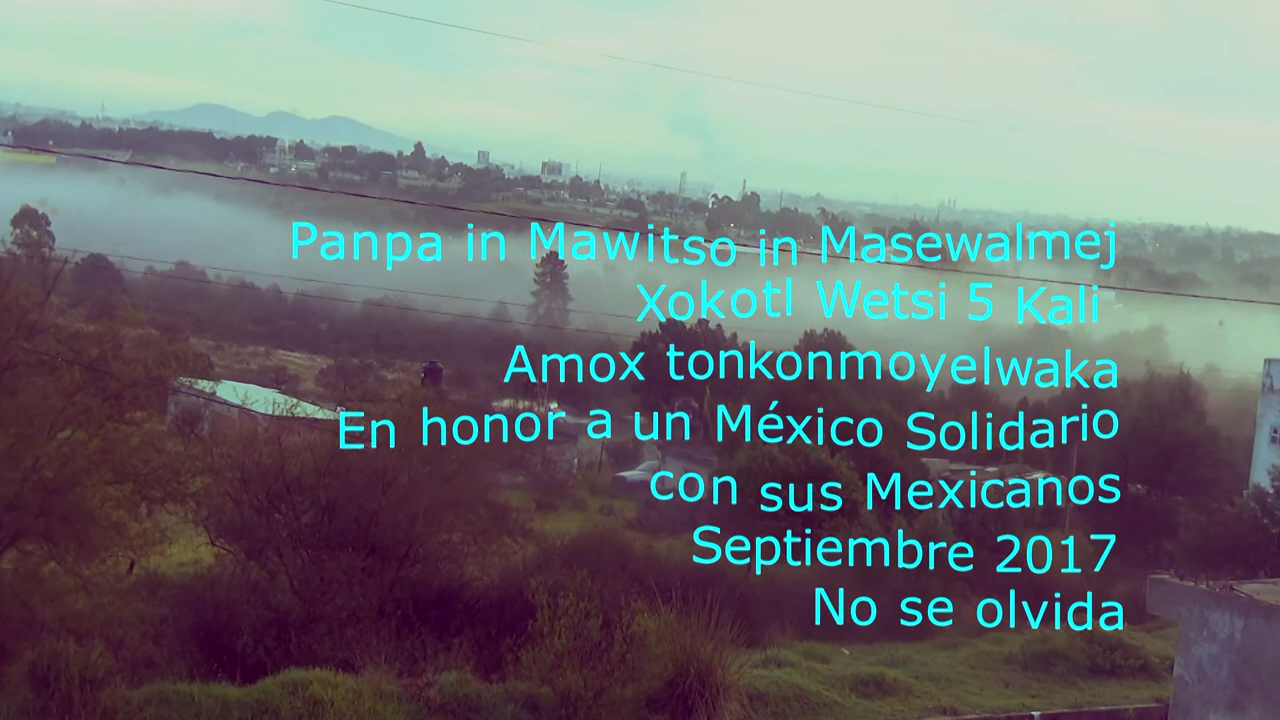 Panpa in Mawitso in Masewalmej
Xokotl Wetsi 5 Kali
Amox tonkonmoyelwaka
En honor a un México Solidario
con sus Mexicanos
Septiembre 2017
No se olvida